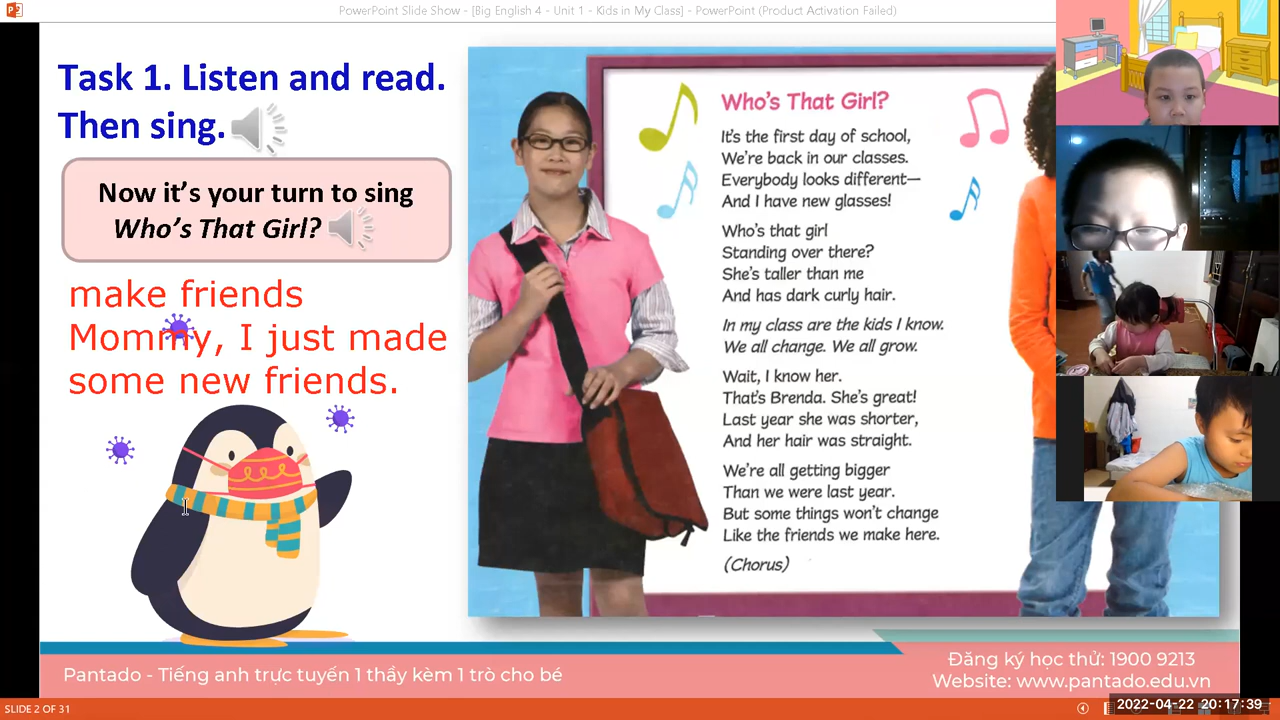 PowerPoint Slide Show - [Big English 4 - Unit 1 - Kids in My Class] - PowerPoint (Product Activation Failed)
Task 1. Listen and read.
Then sing.
Now it's your turn to sing
Who's That Girl?
make friends
Mommy, I just made
some new friends.
Who's That Girl?
It's the first day of school,
We're back in our classes.
Everybody looks different—
And I have new glasses!
Who's that girl
Standing over there?
She's taller than me
And has dark curly hair.
In my class are the kids I know.
We all change. We all grow.
Wait, I know her.
That's Brenda. She's great!
Last year she was shorter,
And her hair was straight.
We're all getting bigger
Than we were last year.
But some things won't change
Like the friends we make here.
(Chorus)
Pantado - Tiếng anh trực tuyến 1 thầy kèm 1 trò cho bé
Đăng ký học thử: 1900 9213
Website: www.pantado.edu.vn
SLIDE 2 OF 31
2022-04-22 20:17:39